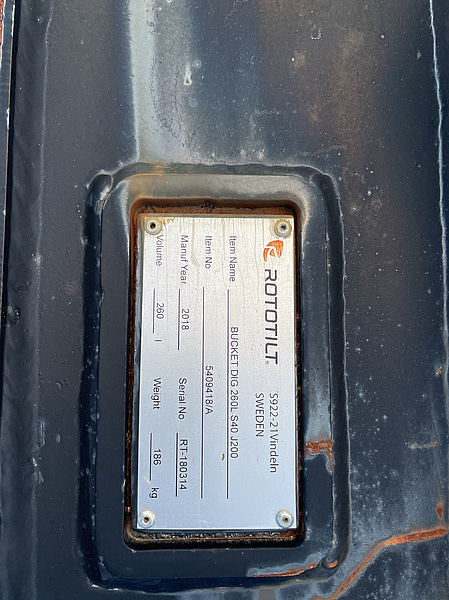 ROTOTILT S922-21Vindeln
SWEDEN
Item Name BUCKET DIG 260L S40 J200
Item No 5409418/A
Manuf Year 2018 Serial No RT-180314
Volume 260 l Weight 186 kg